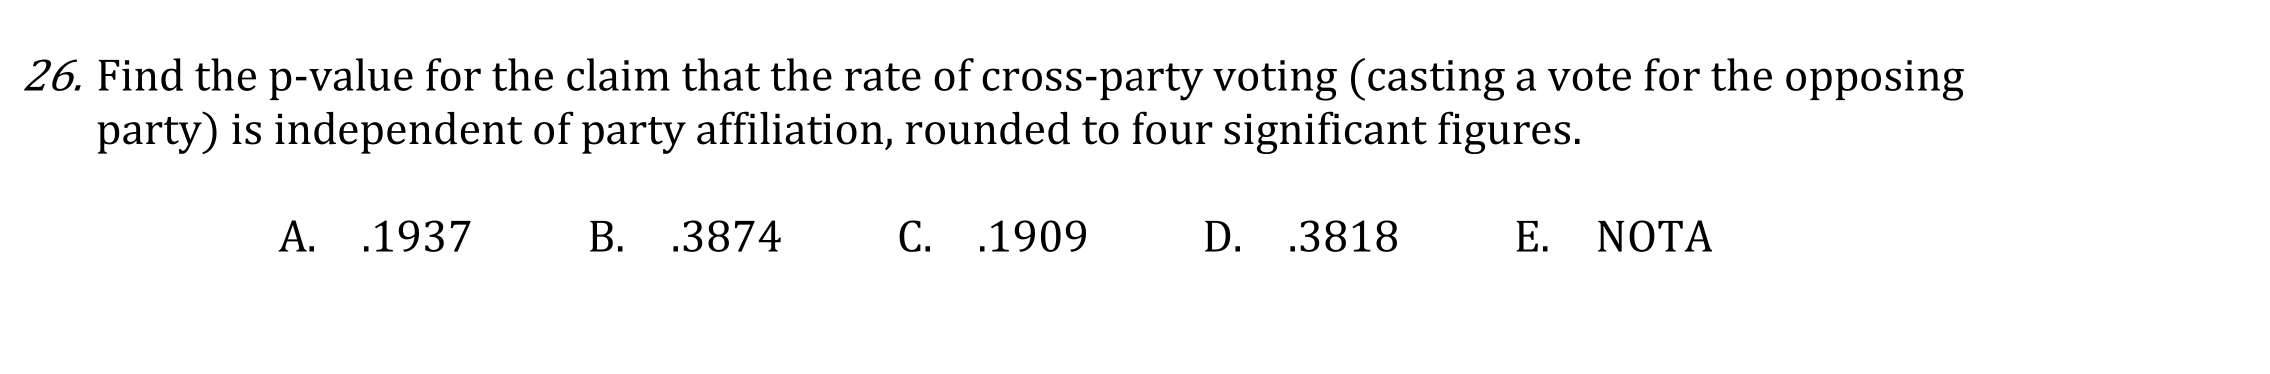 26. Find the p-value for the claim that the rate of cross-party voting (casting a vote for the opposing
party) is independent of party affiliation, rounded to four significant figures.
A. .1937 B. .3874 C. .1909 D. .3818 E. NOTA